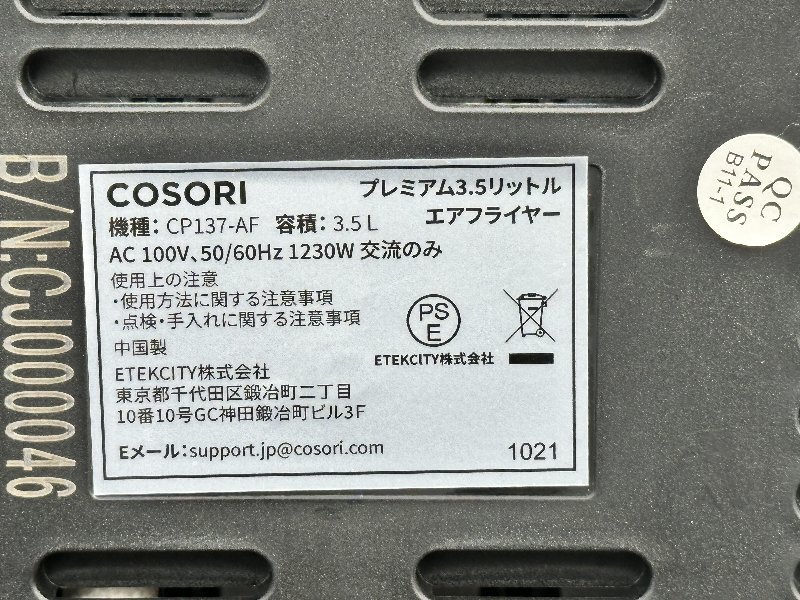 COSORI
プレミアム3.5リットル
エアフライヤー
機種: CP137-AF 容積: 3.5 L
AC 100V、50/60Hz 1230W 交流のみ
使用上の注意
・使用方法に関する注意事項
・点検・手入れに関する注意事項
中国製
ETEKCITY株式会社
東京都千代田区鍛冶町二丁目
10番10号GC神田鍛冶町ビル3F
Eメール:support.jp@cosori.com
PS
E
ETEKCITY株式会社
1021
B/N:CJ000046
QC
PASS
B11-1